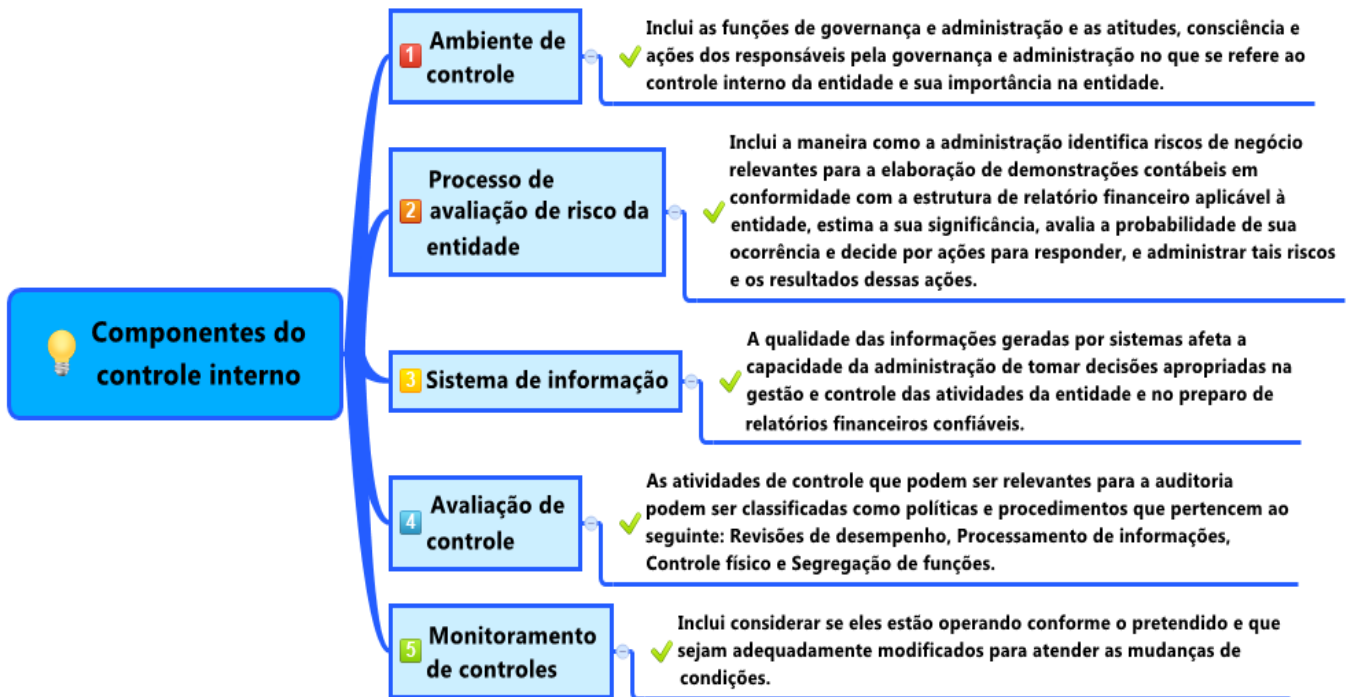 Componentes do
controle interno
1
Ambiente de
controle
Inclui as funções de governança e administração e as atitudes, consciência e
ações dos responsáveis pela governança e administração no que se refere ao
controle interno da entidade e sua importância na entidade.
2
Processo de
avaliação de risco da
entidade
Inclui a maneira como a administração identifica riscos de negócio
relevantes para a elaboração de demonstrações contábeis em
conformidade com a estrutura de relatório financeiro aplicável à
entidade, estima a sua significância, avalia a probabilidade de sua
ocorrência e decide por ações para responder, e administrar tais riscos
e os resultados dessas ações.
3
Sistema de informação
A qualidade das informações geradas por sistemas afeta a
capacidade da administração de tomar decisões apropriadas na
gestão e controle das atividades da entidade e no preparo de
relatórios financeiros confiáveis.
4
Avaliação de
controle
As atividades de controle que podem ser relevantes para a auditoria
podem ser classificadas como políticas e procedimentos que pertencem ao
seguinte: Revisões de desempenho, Processamento de informações,
Controle físico e Segregação de funções.
5
Monitoramento
de controles
Inclui considerar se eles estão operando conforme o pretendido e que
sejam adequadamente modificados para atender as mudanças de
condições.